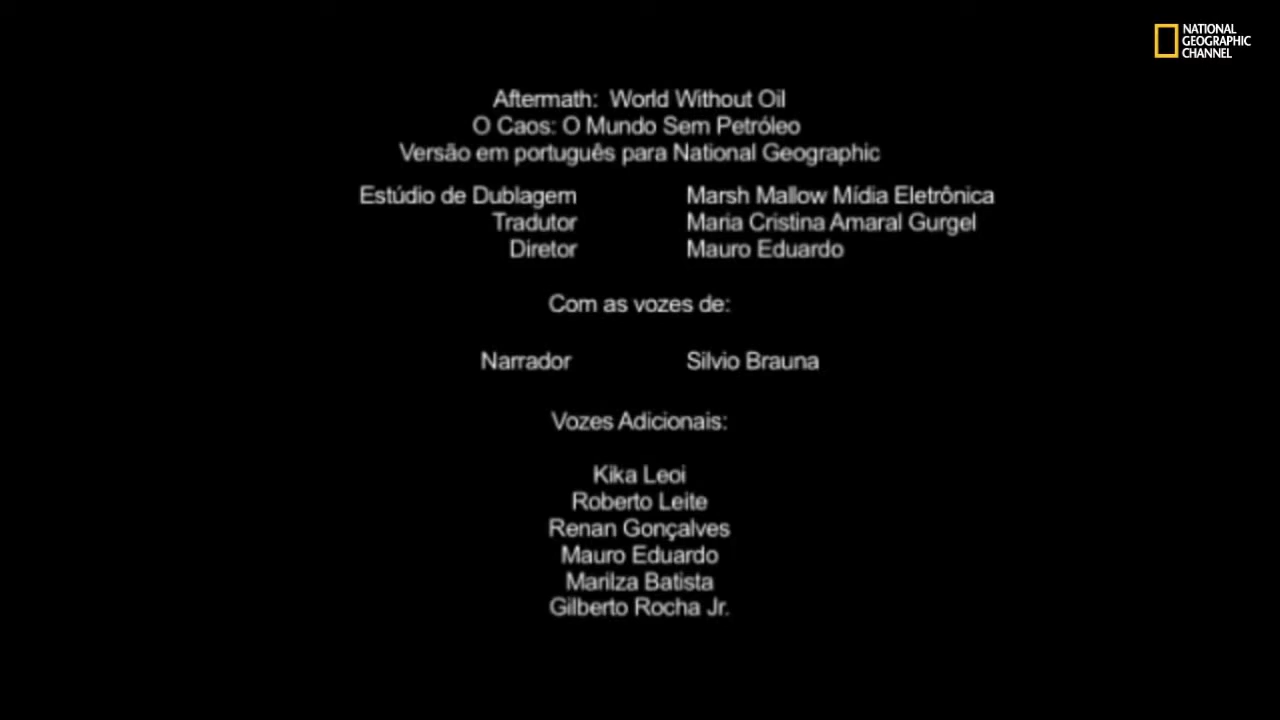 NATIONAL
GEOGRAPHIC
CHANNEL
Aftermath: World Without Oil
O Caos: O Mundo Sem Petróleo
Versão em português para National Geographic
Estúdio de Dublagem Marsh Mallow Mídia Eletrônica
Tradutor Maria Cristina Amaral Gurgel
Diretor Mauro Eduardo
Com as vozes de:
Narrador Silvio Brauna
Vozes Adicionais:
Kika Leoi
Roberto Leite
Renan Gonçalves
Mauro Eduardo
Marilza Batista
Gilberto Rocha Jr.